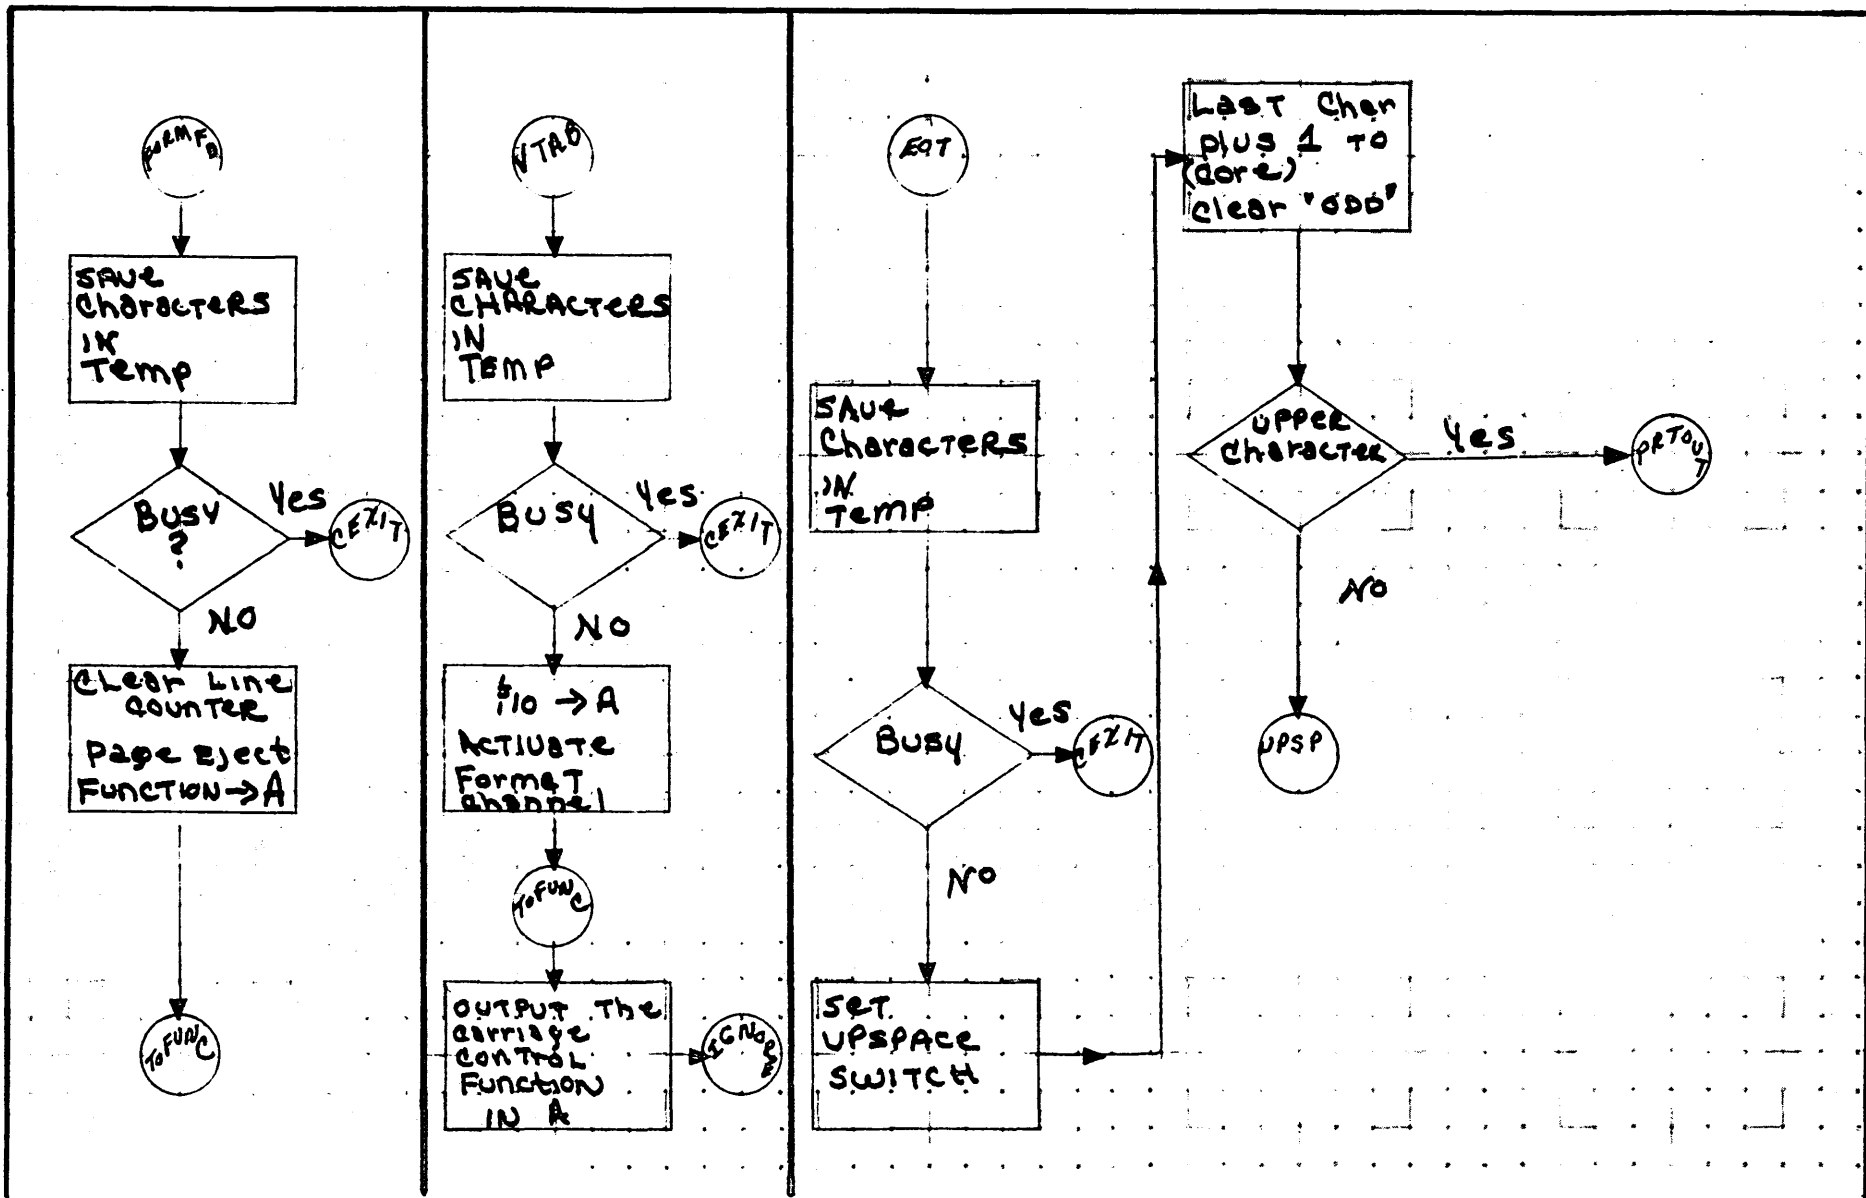 FORMFD
SAVE
CharacTeRS
IN
Temp
BUSY
?
Yes
CEXIT
NO
CLear Line
COUNTER
Page Eject
FUNCTION→A
TOFUNC
VTAB
SAVE
CHARACTERS
IN
TEMP
BUSY
Yes
CEXIT
NO
→ A
ACTIVATE
FormaT
channel
TOFUNC
OUTPUT The
carriage
CONTROL
FuncTION
IN A
IGNORE
EOT
SAVe
CharacTeRS
IN
Temp
Busy
Yes
CEXIT
NO
SeT
UPSPACE
SWITCH
LasT Char
plus 1 TO
(core)
clear "ODD"
UPPeR
CharacTeR
Yes
PRTOUT
NO
UPSP